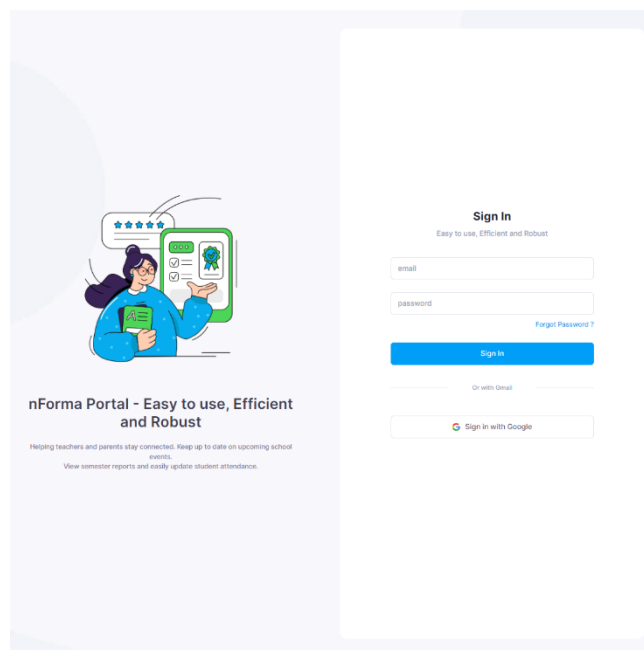 nForma Portal - Easy to use, Efficient
and Robust
Helping teachers and parents stay connected. Keep up to date on upcoming school
events.
View semester reports and easily update student attendance.
Sign In
Easy to use, Efficient and Robust
email
password
Forgot Password ?
Sign In
Or with Gmail
Sign in with Google